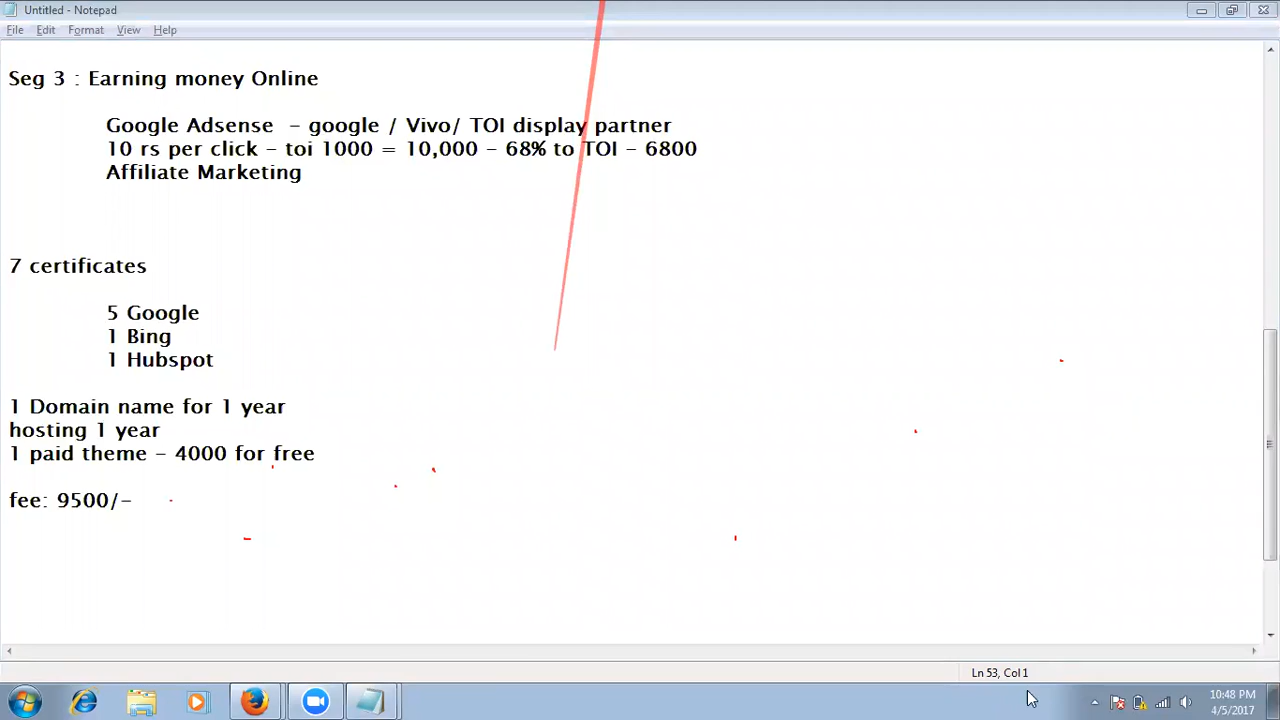 Untitled - Notepad
File Edit Format View Help
Seg 3 : Earning money Online
Google Adsense - google / Vivo/ TOI display partner
10 rs per click - toi 1000 = 10,000 - 68% to TOI - 6800
Affiliate Marketing
7 certificates
5 Google
1 Bing
1 Hubspot
1 Domain name for 1 year
hosting 1 year
1 paid theme - 4000 for free
fee: 9500/-
Ln 53, Col 1
10:48 PM
4/5/2017